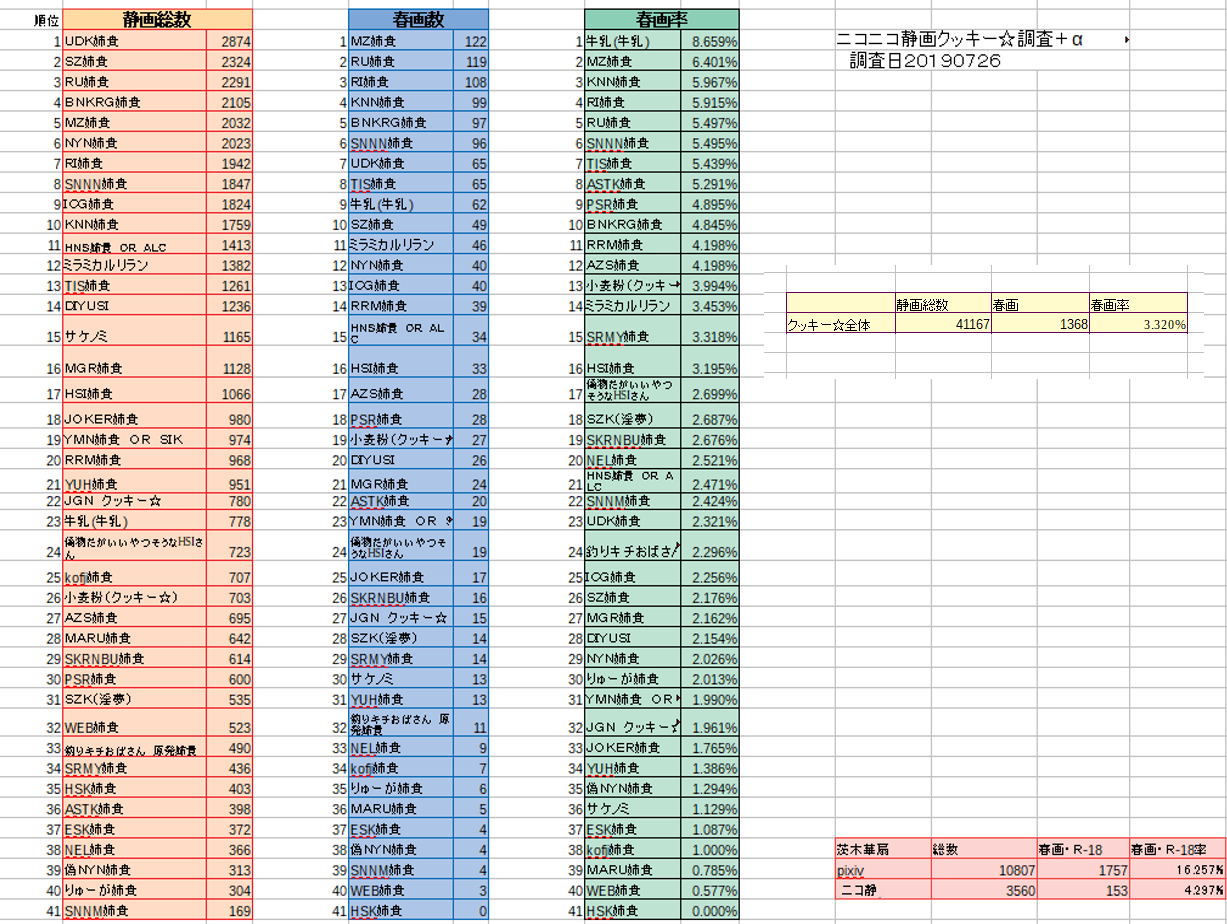 順位 静画総数 春画数 春画率
ニコニコ静画クッキー☆調査+α
調査日20190726
1 UDK姉貴 2874 1 MZ姉貴 122 1 牛乳(牛乳) 8.659%
2 SZ姉貴 2324 2 RU姉貴 119 2 MZ姉貴 6.401%
3 RU姉貴 2291 3 RI姉貴 108 3 KNN姉貴 5.967%
4 BNKRG姉貴 2105 4 KNN姉貴 99 4 RI姉貴 5.915%
5 MZ姉貴 2032 5 BNKRG姉貴 97 5 RU姉貴 5.497%
6 NYN姉貴 2023 6 SNNN姉貴 96 6 SNNN姉貴 5.495%
7 RI姉貴 1942 7 UDK姉貴 65 7 TIS姉貴 5.439%
8 SNNN姉貴 1847 8 TIS姉貴 65 8 ASTK姉貴 5.291%
9 ICG姉貴 1824 9 牛乳(牛乳) 62 9 PSR姉貴 4.895%
10 KNN姉貴 1759 10 SZ姉貴 49 10 BNKRG姉貴 4.845%
11 HNS姉貴 OR ALC 1413 11 ミラミカルリラン 46 11 RRM姉貴 4.198%
12 ミラミカルリラン 1382 12 NYN姉貴 40 12 AZS姉貴 4.198%
13 TIS姉貴 1261 13 ICG姉貴 40 13 小麦粉(クッキー 3.994%
14 DIYUSI 1236 14 RRM姉貴 39 14 ミラミカルリラン 3.453%
15 サケノミ 1165 15 HNS姉貴 OR AL
C 34 15 SRMY姉貴 3.318%
16 MGR姉貴 1128 16 HSI姉貴 33 16 HSI姉貴 3.195%
17 HSI姉貴 1066 17 AZS姉貴 28 17 偽物だがいいやつ
そうなHSIさん 2.699%
18 JOKER姉貴 980 18 PSR姉貴 28 18 SZK(淫夢) 2.687%
19 YMN姉貴 OR SIK 974 19 小麦粉(クッキー 27 19 SKRNBU姉貴 2.676%
20 RRM姉貴 968 20 DIYUSI 26 20 NEL姉貴 2.521%
21 YUH姉貴 951 21 MGR姉貴 24 21 HNS姉貴 OR A
LC 2.471%
22 JGN クッキー☆ 780 22 ASTK姉貴 20 22 SNNM姉貴 2.424%
23 牛乳(牛乳) 778 23 YMN姉貴 OR 19 23 UDK姉貴 2.321%
24 偽物だがいいやつそうなHSIさ
ん 723 24 偽物だがいいやつそ
うなHSIさん 19 24 釣りキチおばさ 2.296%
25 kofji姉貴 707 25 JOKER姉貴 17 25 ICG姉貴 2.256%
26 小麦粉(クッキー☆) 703 26 SKRNBU姉貴 16 26 SZ姉貴 2.176%
27 AZS姉貴 695 27 JGN クッキー☆ 15 27 MGR姉貴 2.162%
28 MARU姉貴 642 28 SZK(淫夢) 14 28 DIYUSI 2.154%
29 SKRNBU姉貴 614 29 SRMY姉貴 14 29 NYN姉貴 2.026%
30 PSR姉貴 600 30 サケノミ 13 30 りゅーが姉貴 2.013%
31 SZK(淫夢) 535 31 YUH姉貴 13 31 YMN姉貴 OR 1.990%
32 WEB姉貴 523 32 釣りキチおばさん 原
発姉貴 11 32 JGN クッキー☆ 1.961%
33 釣りキチおばさん 原発姉貴 490 33 NEL姉貴 9 33 JOKER姉貴 1.765%
34 SRMY姉貴 436 34 kofji姉貴 7 34 YUH姉貴 1.386%
35 HSK姉貴 403 35 りゅーが姉貴 6 35 偽NYN姉貴 1.294%
36 ASTK姉貴 398 36 MARU姉貴 5 36 サケノミ 1.129%
37 ESK姉貴 372 37 ESK姉貴 4 37 ESK姉貴 1.087%
38 NEL姉貴 366 38 偽NYN姉貴 4 38 kofji姉貴 1.000%
39 偽NYN姉貴 313 39 SNNM姉貴 4 39 MARU姉貴 0.785%
40 りゅーが姉貴 304 40 WEB姉貴 3 40 WEB姉貴 0.577%
41 SNNM姉貴 169 41 HSK姉貴 0 41 HSK姉貴 0.000%
静画総数 春画 春画率
クッキー☆全体 41167 1368 3.320%
茨木華扇 総数 春画・R-18 春画・R-18率
pixiv 10807 1757 16.257%
ニコ静 3560 153 4.297%